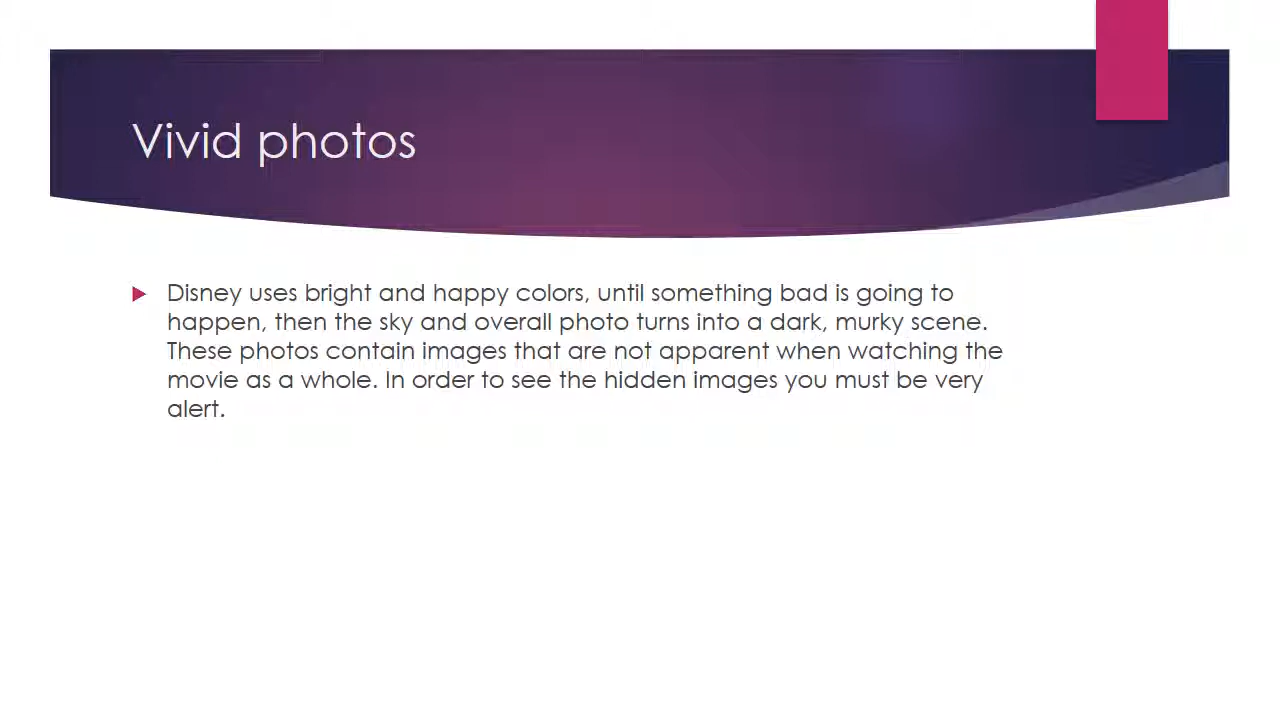 Vivid photos
Disney uses bright and happy colors, until something bad is going to
happen, then the sky and overall photo turns into a dark, murky scene.
These photos contain images that are not apparent when watching the
movie as a whole. In order to see the hidden images you must be very
alert.